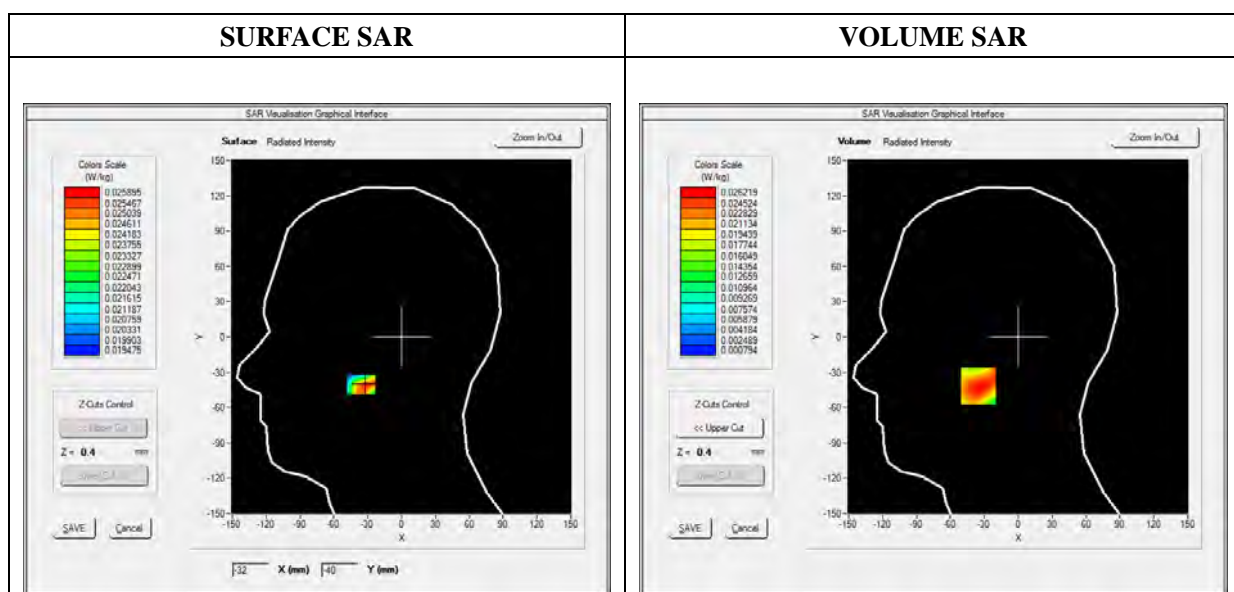 SURFACE SAR
VOLUME SAR
SAR Visualisation Graphical Interface
Surface Radiated Intensity
Zoom In/Out
Colors Scale
(W/kg)
0.025895
0.025467
0.025039
0.024611
0.024183
0.023755
0.023327
0.022899
0.022471
0.022043
0.021615
0.021187
0.020759
0.020331
0.019903
0.019475
Z-Cuts Control
<< Upper Cut
Z = 0.4 mm
SAVE
Cancel
150
120
90
60
30
0
-30
-60
-90
-120
-150
Y
-150 -120 -90 -60 -30 0 30 60 90 120 150
X
-32 X (mm) -40 Y (mm)
SAR Visualisation Graphical Interface
Volume Radiated Intensity
Zoom In/Out
Colors Scale
(W/kg)
0.026219
0.024524
0.022829
0.021134
0.019439
0.017744
0.016049
0.014354
0.012659
0.010964
0.009269
0.007574
0.005879
0.004184
0.002489
0.000794
Z-Cuts Control
<< Upper Cut
Z = 0.4 mm
SAVE
Cancel
150
120
90
60
30
0
-30
-60
-90
-120
-150
Y
-150 -120 -90 -60 -30 0 30 60 90 120 150
X